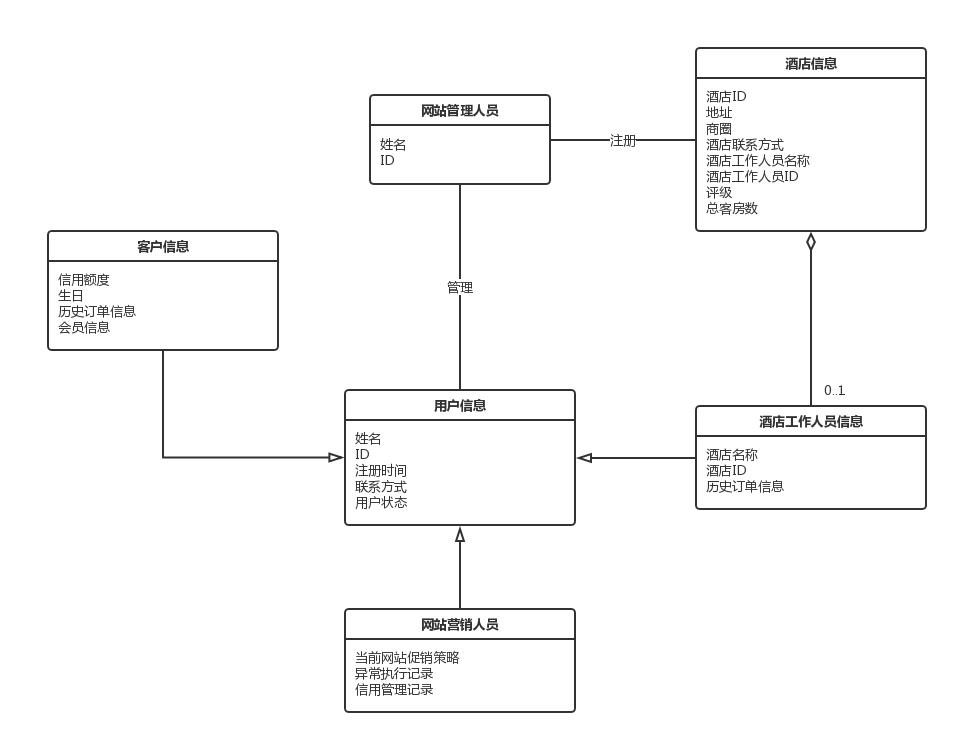 酒店信息
酒店ID
地址
商圈
酒店联系方式
酒店工作人员名称
酒店工作人员ID
评级
总客房数
网站管理人员
姓名
ID
注册
客户信息
信用额度
生日
历史订单信息
会员信息
管理
用户信息
姓名
ID
注册时间
联系方式
用户状态
0..1
酒店工作人员信息
酒店名称
酒店ID
历史订单信息
网站营销人员
当前网站促销策略
异常执行记录
信用管理记录